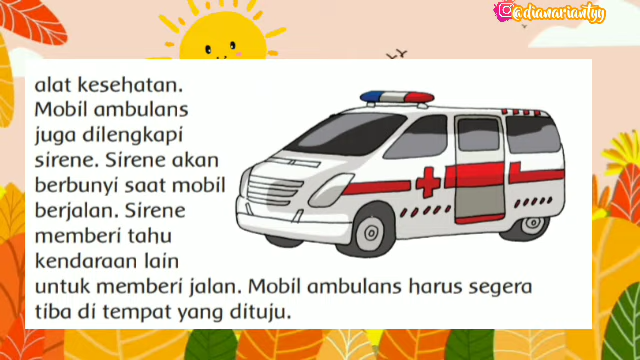 @dianariantyy
alat kesehatan.
Mobil ambulans
juga dilengkapi
sirene. Sirene akan
berbunyi saat mobil
berjalan. Sirene
memberi tahu
kendaraan lain
untuk memberi jalan. Mobil ambulans harus segera
tiba di tempat yang dituju.